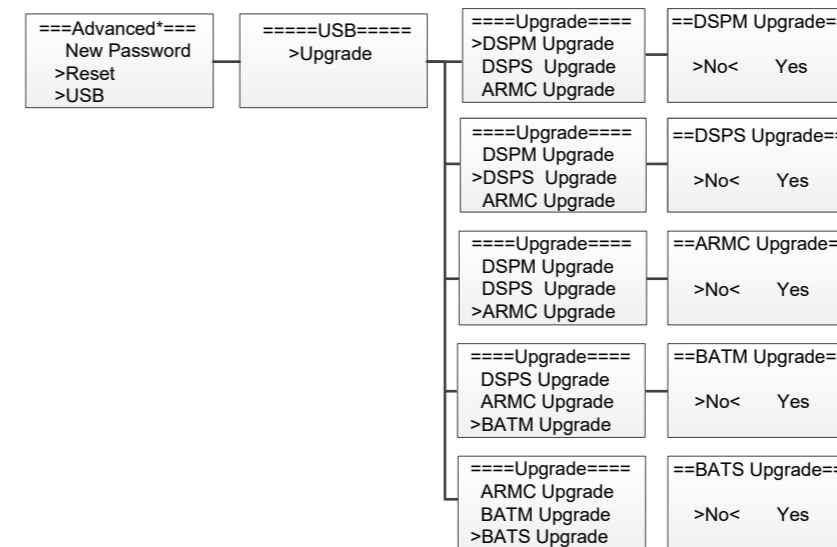 ===Advanced*===
New Password
>Reset
>USB
=====USB=====
>Upgrade
====Upgrade====
>DSPM Upgrade
DSPS Upgrade
ARMC Upgrade
==DSPM Upgrade=
>No< Yes
====Upgrade====
DSPM Upgrade
>DSPS Upgrade
ARMC Upgrade
==DSPS Upgrade==
>No< Yes
====Upgrade====
DSPM Upgrade
DSPS Upgrade
>ARMC Upgrade
==ARMC Upgrade=
>No< Yes
====Upgrade====
DSPS Upgrade
ARMC Upgrade
>BATM Upgrade
==BATM Upgrade=
>No< Yes
====Upgrade====
ARMC Upgrade
BATM Upgrade
>BATS Upgrade
==BATS Upgrade==
>No< Yes